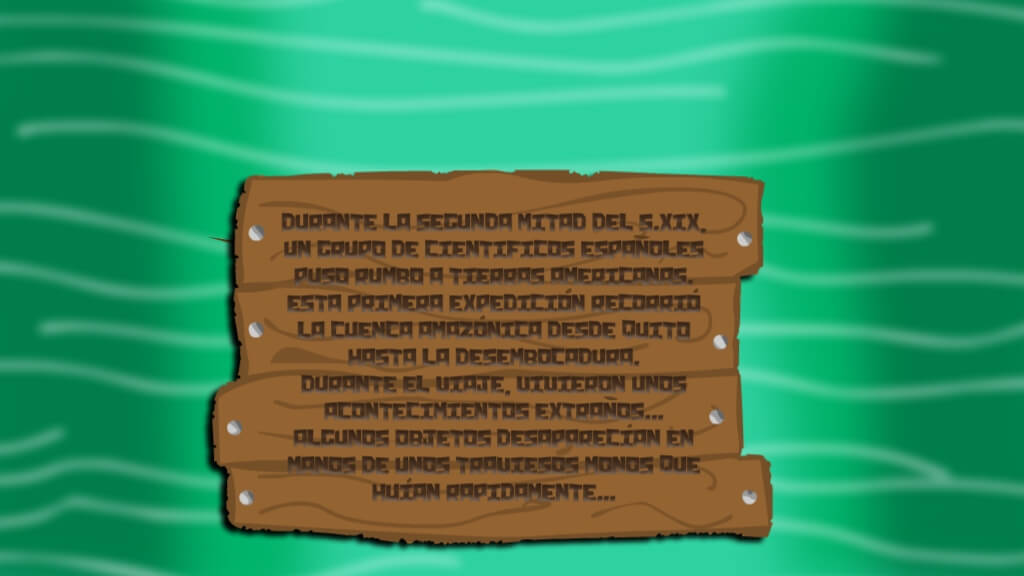 DURANTE LA SEGUNDA MITAD DEL S.XIX,
UN GRUPO DE CIENTIFICOS ESPAÑOLES
PUSO RUMBO A TIERRAS AMERICANAS.
ESTA PRIMERA EXPEDICIÓN RECORRIÓ
LA CUENCA AMAZÓNICA DESDE QUITO
HASTA LA DESEMBOCADURA.
DURANTE EL VIAJE, VIVIERON UNOS
ACONTECIMIENTOS EXTRAÑOS...
ALGUNOS OBJETOS DESAPARECÍAN EN
MANOS DE UNOS TRAVIESOS MONOS QUE
HUÍAN RAPIDAMENTE...